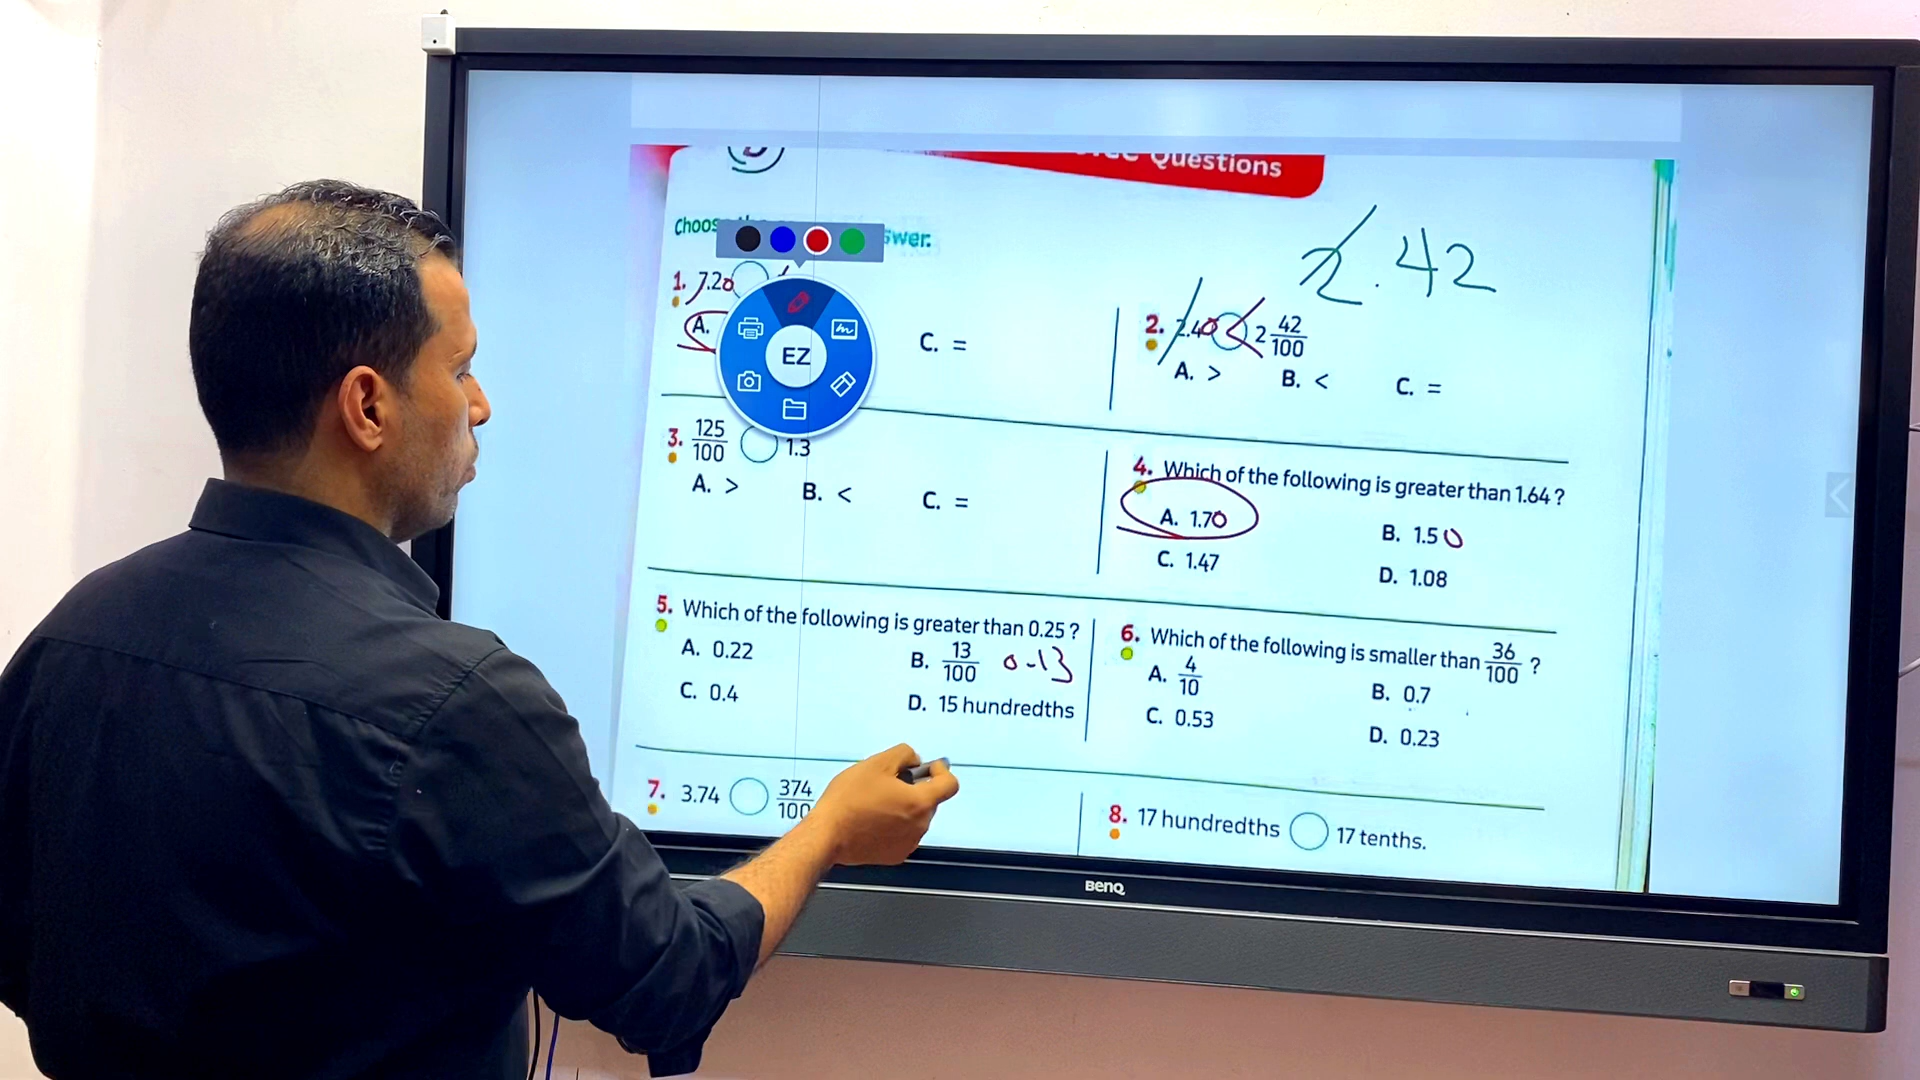 Questions
2.42
1. 7.20
A.
C. =
2. 2.40 < 2 42/100
A. >
B. <
C. =
EZ
3. 125/100 1.3
A. >
B. <
C. =
4. Which of the following is greater than 1.64 ?
A. 1.70
B. 1.50
C. 1.47
D. 1.08
5. Which of the following is greater than 0.25 ?
A. 0.22
B. 13/100 0.13
C. 0.4
D. 15 hundredths
6. Which of the following is smaller than 36/100 ?
A. 4/10
B. 0.7
C. 0.53
D. 0.23
7. 3.74 374/100
8. 17 hundredths 17 tenths.
BenQ